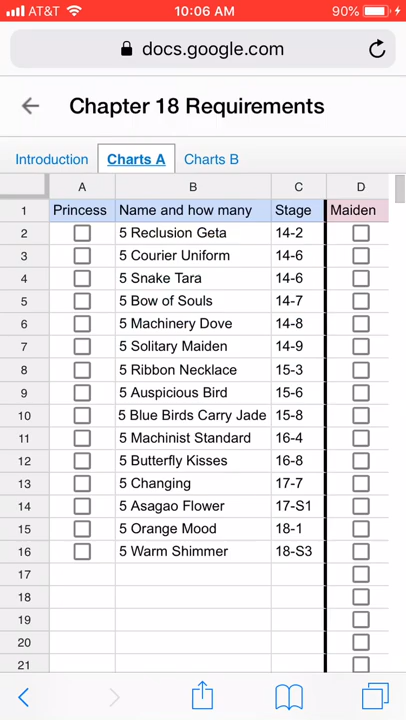 AT&T 10:06 AM 90%
docs.google.com
Chapter 18 Requirements
Introduction Charts A Charts B
A B C D
1 Princess Name and how many Stage Maiden
2 5 Reclusion Geta 14-2
3 5 Courier Uniform 14-6
4 5 Snake Tara 14-6
5 5 Bow of Souls 14-7
6 5 Machinery Dove 14-8
7 5 Solitary Maiden 14-9
8 5 Ribbon Necklace 15-3
9 5 Auspicious Bird 15-6
10 5 Blue Birds Carry Jade 15-8
11 5 Machinist Standard 16-4
12 5 Butterfly Kisses 16-8
13 5 Changing 17-7
14 5 Asagao Flower 17-S1
15 5 Orange Mood 18-1
16 5 Warm Shimmer 18-S3
17
18
19
20
21